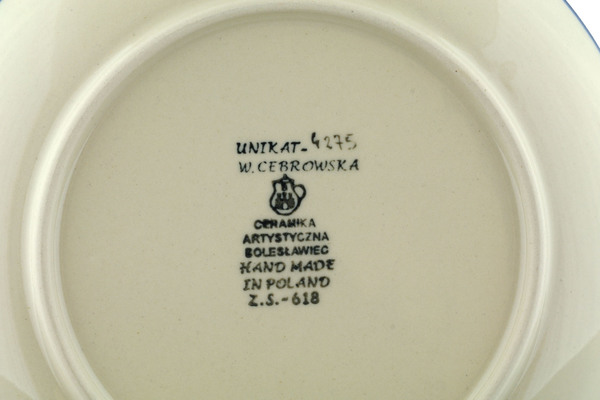 UNIKAT-4275
W. CEBROWSKA
CERAMIKA
ARTYSTYCZNA
BOLESŁAWIEC
HAND MADE
IN POLAND
Z.S.-618